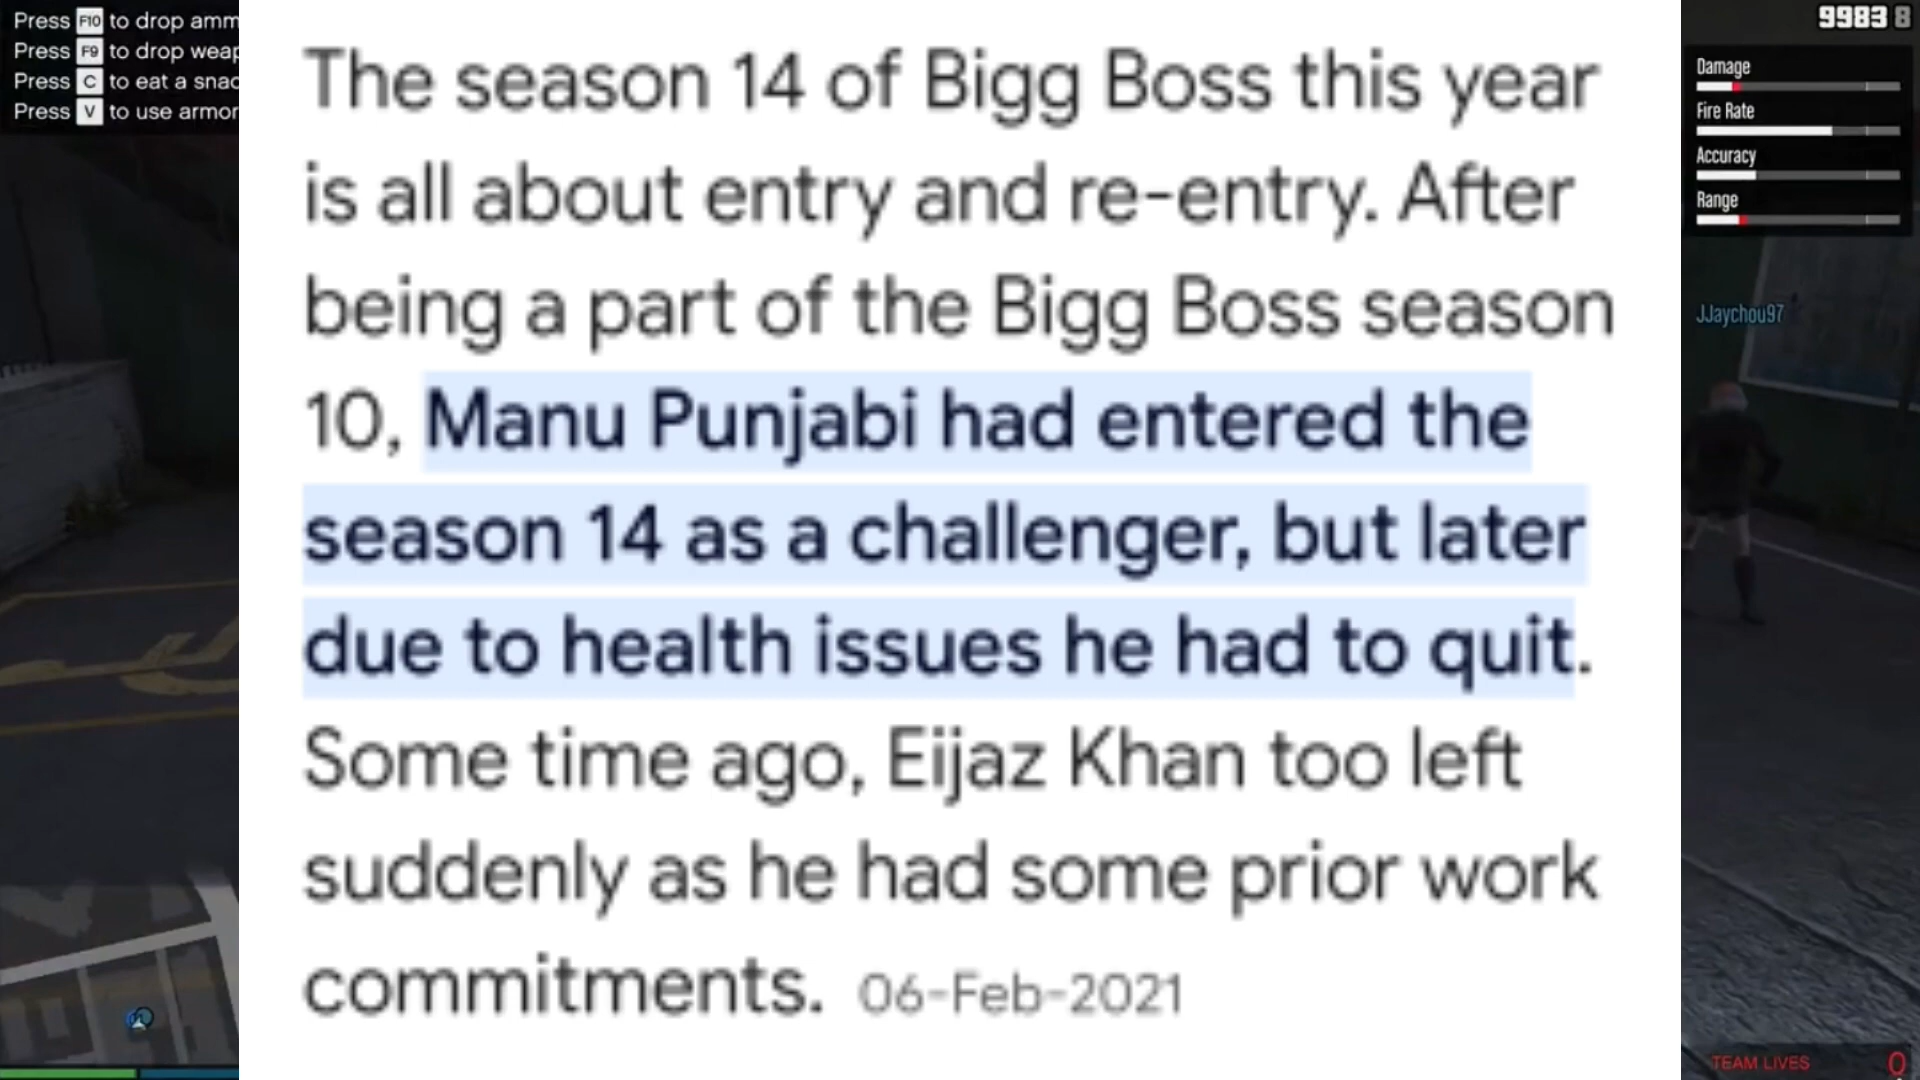 Press F10 to drop amm
Press F9 to drop weap
Press C to eat a snac
Press V to use armor
The season 14 of Bigg Boss this year
is all about entry and re-entry. After
being a part of the Bigg Boss season
10, Manu Punjabi had entered the
season 14 as a challenger, but later
due to health issues he had to quit.
Some time ago, Eijaz Khan too left
suddenly as he had some prior work
commitments. 06-Feb-2021
9983 8
Damage
Fire Rate
Accuracy
Range
JJaychou97
TEAM LIVES 0